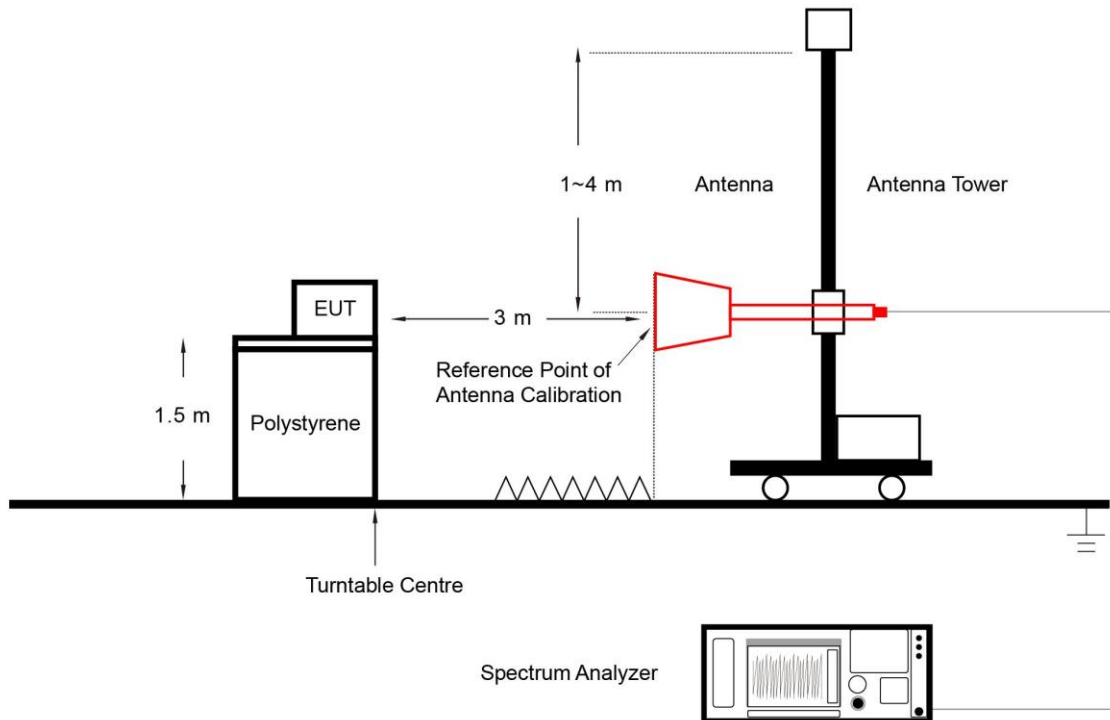 1~4 m
Antenna
Antenna Tower
EUT
3 m
Reference Point of
Antenna Calibration
1.5 m
Polystyrene
Turntable Centre
Spectrum Analyzer